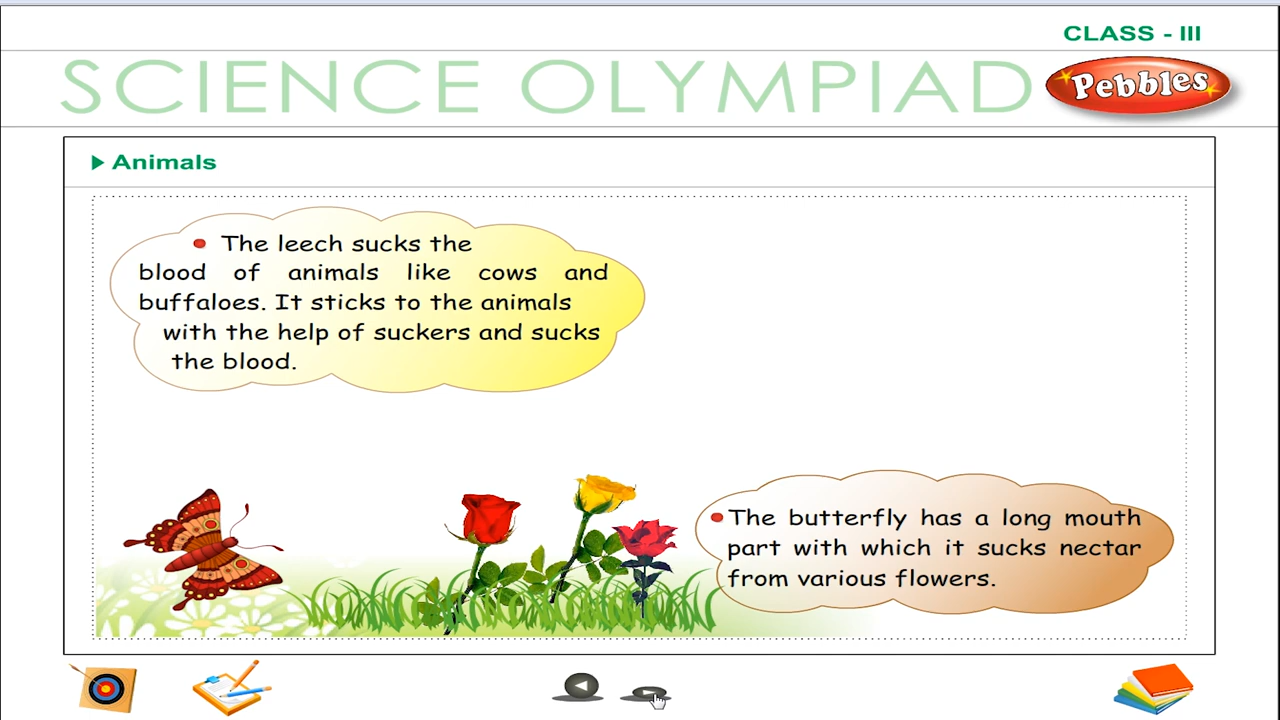 CLASS - III
SCIENCE OLYMPIAD
Pebbles
Animals
The leech sucks the
blood of animals like cows and
buffaloes. It sticks to the animals
with the help of suckers and sucks
the blood.
The butterfly has a long mouth
part with which it sucks nectar
from various flowers.